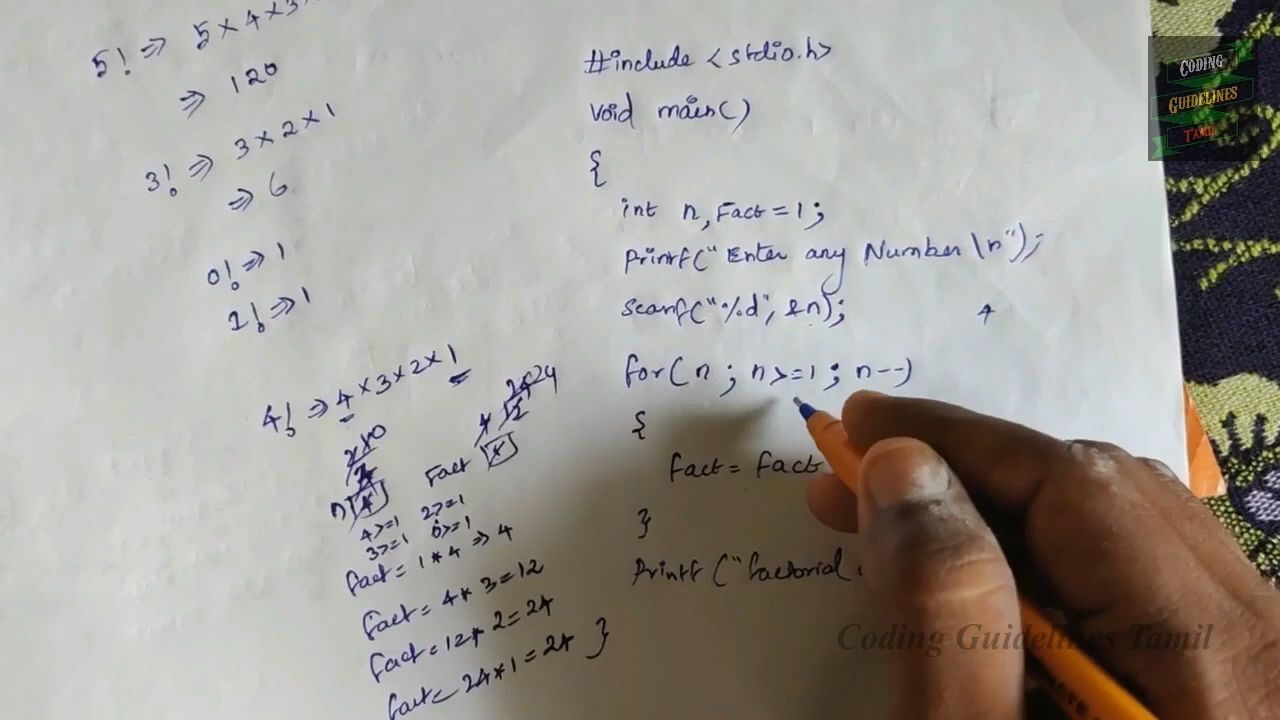 5! ⇒ 5 × 4 × 3
⇒ 120
3! ⇒ 3 × 2 × 1
⇒ 6
0! ⇒ 1
1! ⇒ 1
4! ⇒ 4 × 3 × 2 × 1
n
Fact
4>=1 2>=1
3>=1 0>=1
fact = 1 * 4 ⇒ 4
fact = 4 * 3 = 12
fact = 12 * 2 = 24
fact = 24 * 1 = 24 }
#include <stdio.h>
void main()
{
int n, Fact = 1;
Printf("Enter any Number \n");
scanf("%d", &n);
4
for(n ; n>=1 ; n--)
{
fact = fact
}
Printf ("factorial
CODING
GUIDELINES
TAMIL
Coding Guidelines Tamil